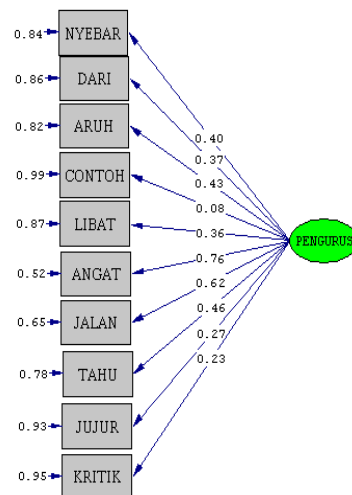 0.84 NYEBAR
0.86 DARI
0.82 ARUH
0.99 CONTOH
0.87 LIBAT
0.52 ANGAT
0.65 JALAN
0.78 TAHU
0.93 JUJUR
0.95 KRITIK
0.40
0.37
0.43
0.08
0.36
0.76
0.62
0.46
0.27
0.23
PENGURUS